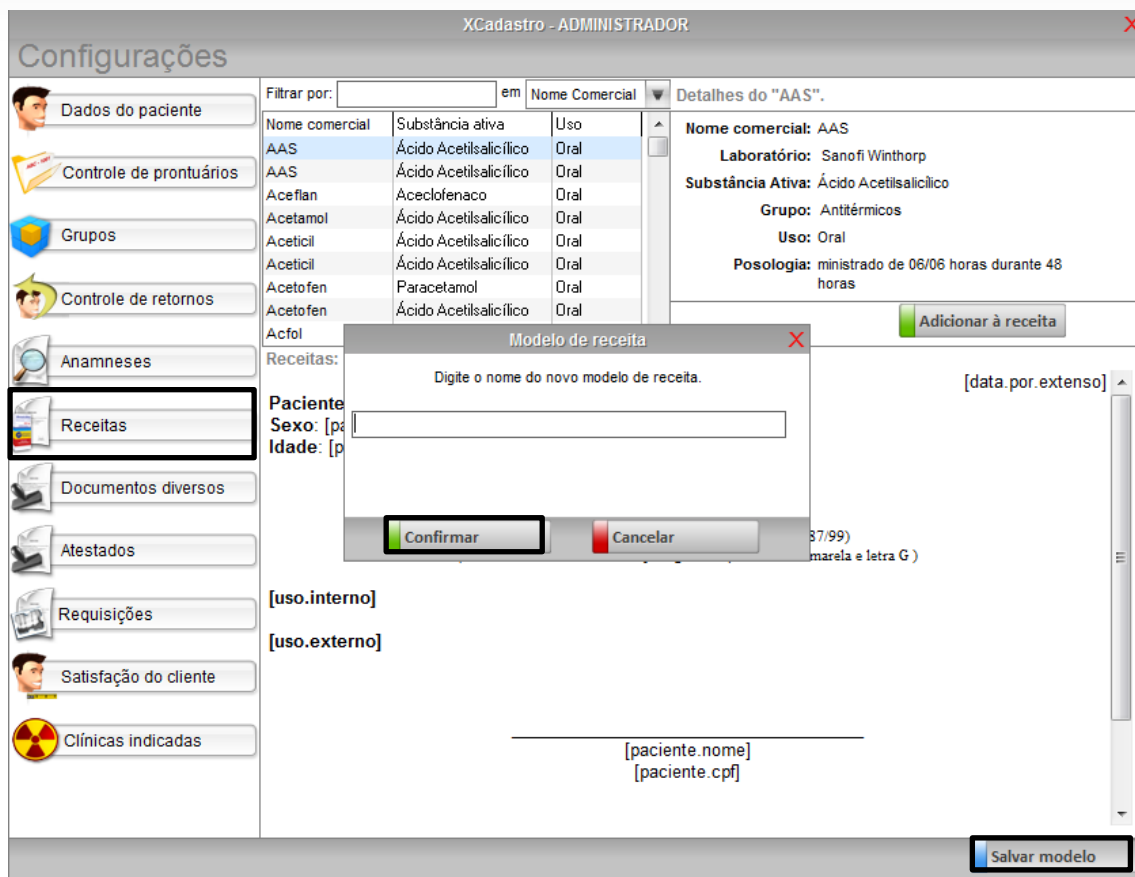 XCadastro - ADMINISTRADOR
X
Configurações
Dados do paciente
Controle de prontuários
Grupos
Controle de retornos
Anamneses
Receitas
Documentos diversos
Atestados
Requisições
Satisfação do cliente
Clínicas indicadas
Filtrar por: em Nome Comercial
Nome comercial Substância ativa Uso
AAS Ácido Acetilsalicílico Oral
AAS Ácido Acetilsalicílico Oral
Aceflan Aceclofenaco Oral
Acetamol Ácido Acetilsalicílico Oral
Aceticil Ácido Acetilsalicílico Oral
Aceticil Ácido Acetilsalicílico Oral
Acetofen Paracetamol Oral
Acetofen Ácido Acetilsalicílico Oral
Acfol
Detalhes do "AAS".
Nome comercial: AAS
Laboratório: Sanofi Winthorp
Substância Ativa: Ácido Acetilsalicílico
Grupo: Antitérmicos
Uso: Oral
Posologia: ministrado de 06/06 horas durante 48
horas
Adicionar à receita
Receitas:
[data.por.extenso]
Paciente
Sexo: [pa
Idade: [p
Modelo de receita X
Digite o nome do novo modelo de receita.
Confirmar Cancelar
87/99)
marela e letra G )
[uso.interno]
[uso.externo]
[paciente.nome]
[paciente.cpf]
Salvar modelo